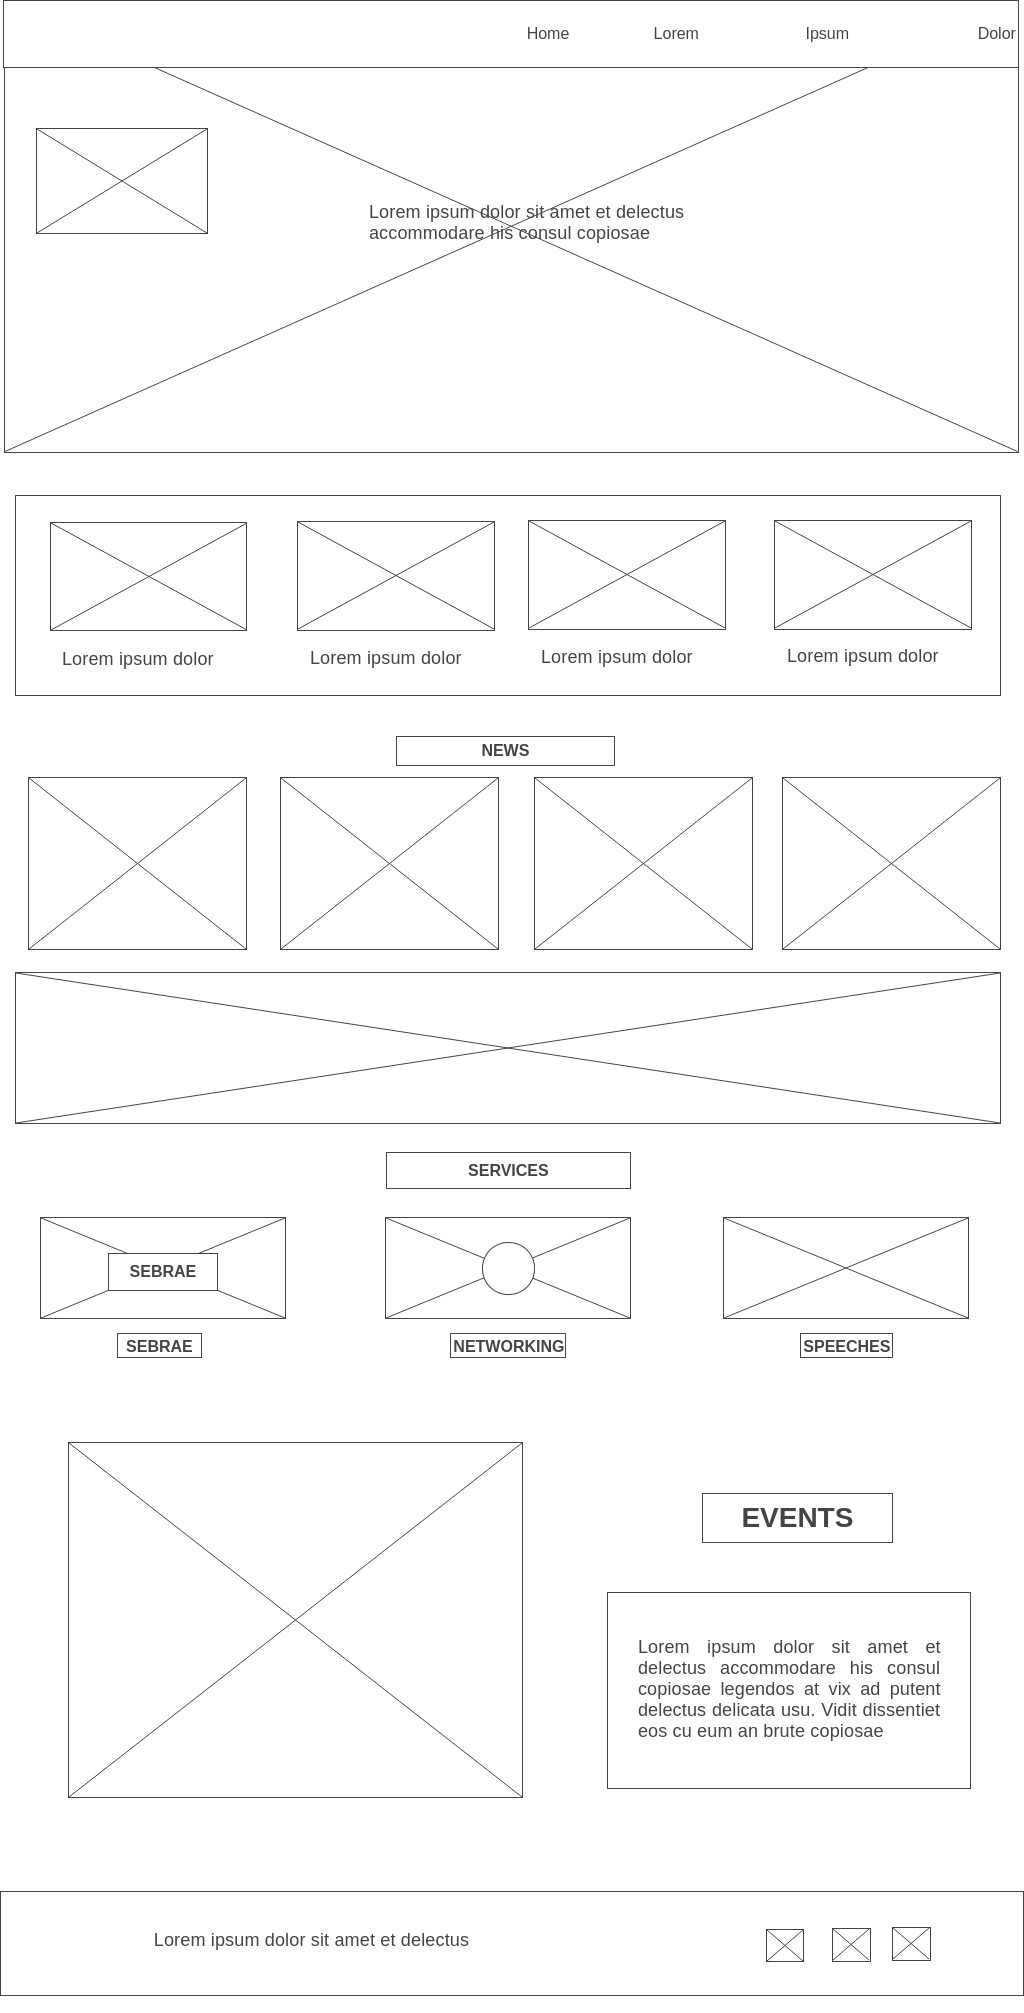 Home Lorem Ipsum Dolor
Lorem ipsum dolor sit amet et delectus
accommodare his consul copiosae
Lorem ipsum dolor
Lorem ipsum dolor
Lorem ipsum dolor
Lorem ipsum dolor
NEWS
SERVICES
SEBRAE
SEBRAE
NETWORKING
SPEECHES
EVENTS
Lorem ipsum dolor sit amet et
delectus accommodare his consul
copiosae legendos at vix ad putent
delectus delicata usu. Vidit dissentiet
eos cu eum an brute copiosae
Lorem ipsum dolor sit amet et delectus